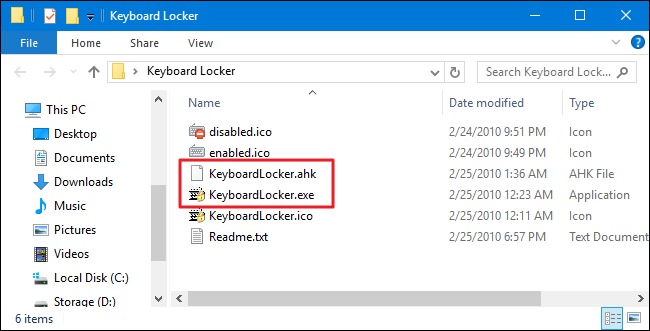 Keyboard Locker
File Home Share View
Keyboard Locker Search Keyboard Lock...
This PC
Desktop
Documents
Downloads
Music
Pictures
Videos
Local Disk (C:)
Storage (D:)
Name Date modified Type
disabled.ico 2/24/2010 9:51 PM Icon
enabled.ico 2/24/2010 9:49 PM Icon
KeyboardLocker.ahk 2/25/2010 1:36 AM AHK File
KeyboardLocker.exe 2/25/2010 12:23 AM Application
KeyboardLocker.ico 2/25/2010 12:11 AM Icon
Readme.txt 2/25/2010 6:57 PM Text Document
6 items